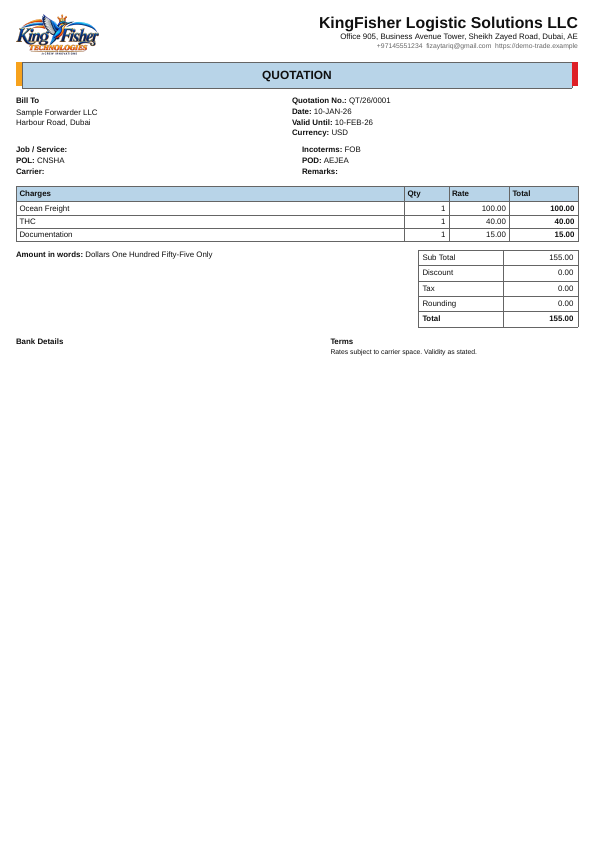 King Fisher
TECHNOLOGIES
KingFisher Logistic Solutions LLC
Office 905, Business Avenue Tower, Sheikh Zayed Road, Dubai, AE
+97145551234 fizaytariq@gmail.com https://demo-trade.example
QUOTATION
Bill To
Sample Forwarder LLC
Harbour Road, Dubai
Quotation No.: QT/26/0001
Date: 10-JAN-26
Valid Until: 10-FEB-26
Currency: USD
Job / Service:
POL: CNSHA
Carrier:
Incoterms: FOB
POD: AEJEA
Remarks:
Charges Qty Rate Total
Ocean Freight 1 100.00 100.00
THC 1 40.00 40.00
Documentation 1 15.00 15.00
Amount in words: Dollars One Hundred Fifty-Five Only
Sub Total 155.00
Discount 0.00
Tax 0.00
Rounding 0.00
Total 155.00
Bank Details
Terms
Rates subject to carrier space. Validity as stated.